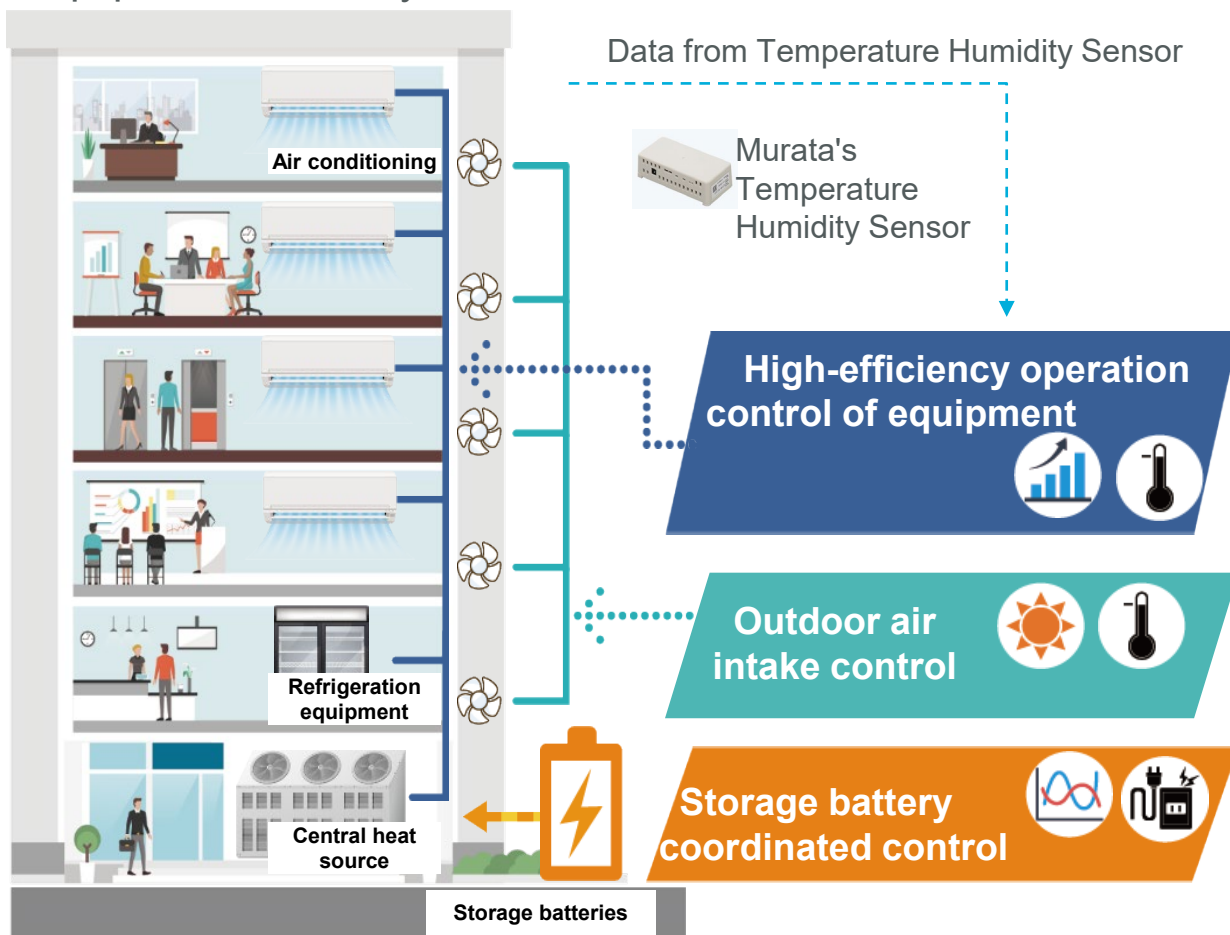 Data from Temperature Humidity Sensor
Murata's
Temperature
Humidity Sensor
Air conditioning
High-efficiency operation
control of equipment
Outdoor air
intake control
Refrigeration
equipment
Storage battery
coordinated control
Central heat
source
Storage batteries